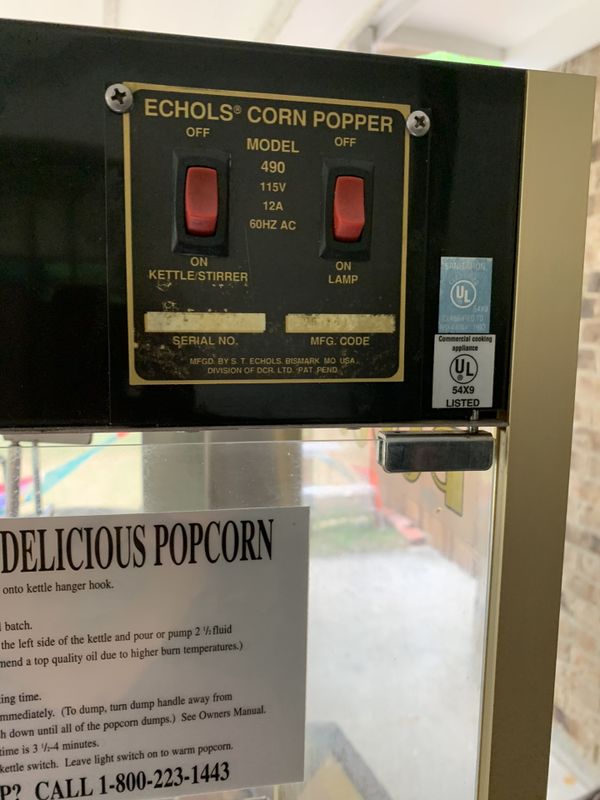 ECHOLS® CORN POPPER
OFF
OFF
MODEL
490
115V
12A
60HZ AC
ON
KETTLE/STIRRER
ON
LAMP
SERIAL NO.
MFG. CODE
MFGD. BY S. T. ECHOLS, BISMARK MO. USA
DIVISION OF DCR, LTD. PAT. PEND.
SANITATION
UL
54X9
CLASSIFIED TO
Commercial cooking
appliance
UL
54X9
LISTED
DELICIOUS POPCORN
onto kettle hanger hook.
batch.
the left side of the kettle and pour or pump 2 ½ fluid
mend a top quality oil due to higher burn temperatures.)
ing time.
mmediately. (To dump, turn dump handle away from
h down until all of the popcorn dumps.) See Owners Manual.
time is 3 ½-4 minutes.
kettle switch. Leave light switch on to warm popcorn.
P? CALL 1-800-223-1443